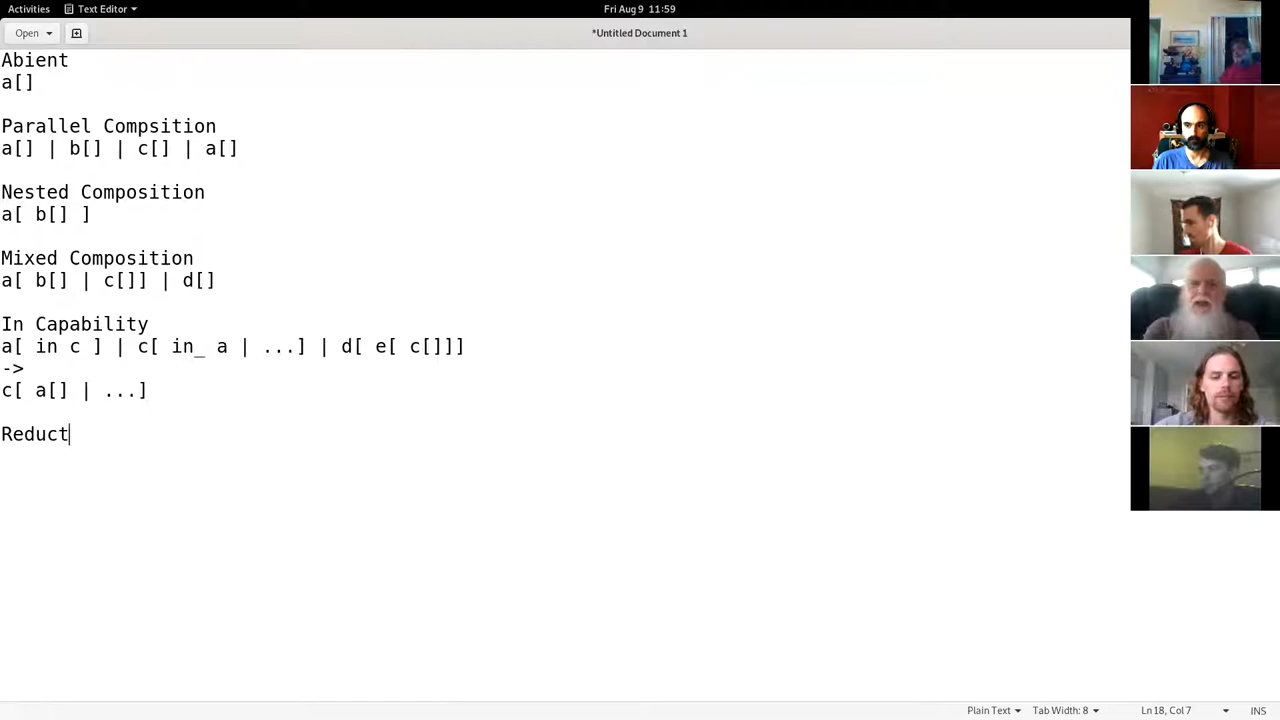 Activities Text Editor Fri Aug 9 11:59
Open *Untitled Document 1
Abient
a[]
Parallel Compsition
a[] | b[] | c[] | a[]
Nested Composition
a[ b[] ]
Mixed Composition
a[ b[] | c[]] | d[]
In Capability
a[ in c ] | c[ in_ a | ...] | d[ e[ c[]]]
->
c[ a[] | ...]
Reduct
Plain Text Tab Width: 8 Ln 18, Col 7 INS